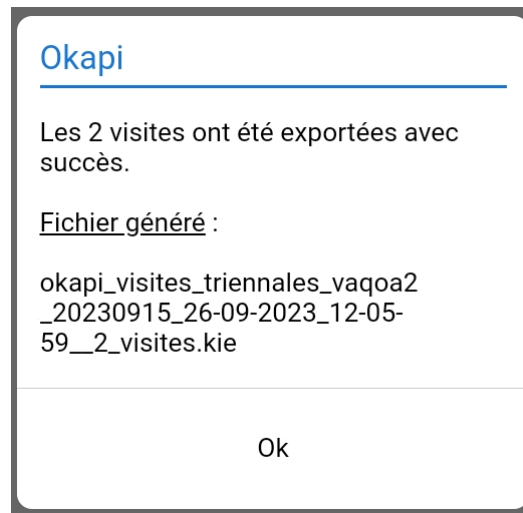 Okapi
Les 2 visites ont été exportées avec
succès.
Fichier généré :
okapi_visites_triennales_vaqoa2
_20230915_26-09-2023_12-05-
59__2_visites.kie
Ok